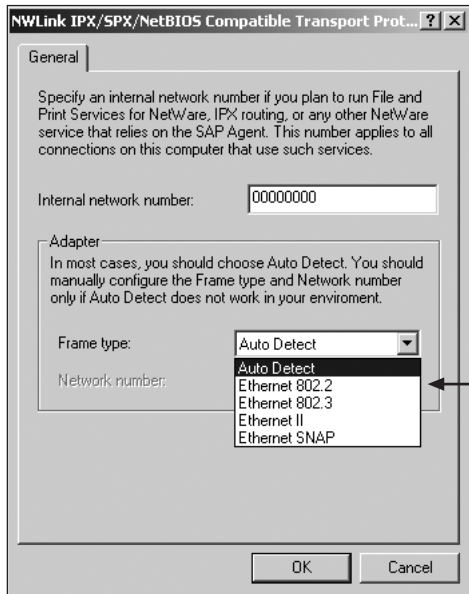 NWLink IPX/SPX/NetBIOS Compatible Transport Prot... ? X
General
Specify an internal network number if you plan to run File and
Print Services for NetWare, IPX routing, or any other NetWare
service that relies on the SAP Agent. This number applies to all
connections on this computer that use such services.
Internal network number: 00000000
Adapter
In most cases, you should choose Auto Detect. You should
manually configure the Frame type and Network number
only if Auto Detect does not work in your enviroment.
Frame type: Auto Detect
Auto Detect
Network number: Ethernet 802.2
Ethernet 802.3
Ethernet II
Ethernet SNAP
OK Cancel